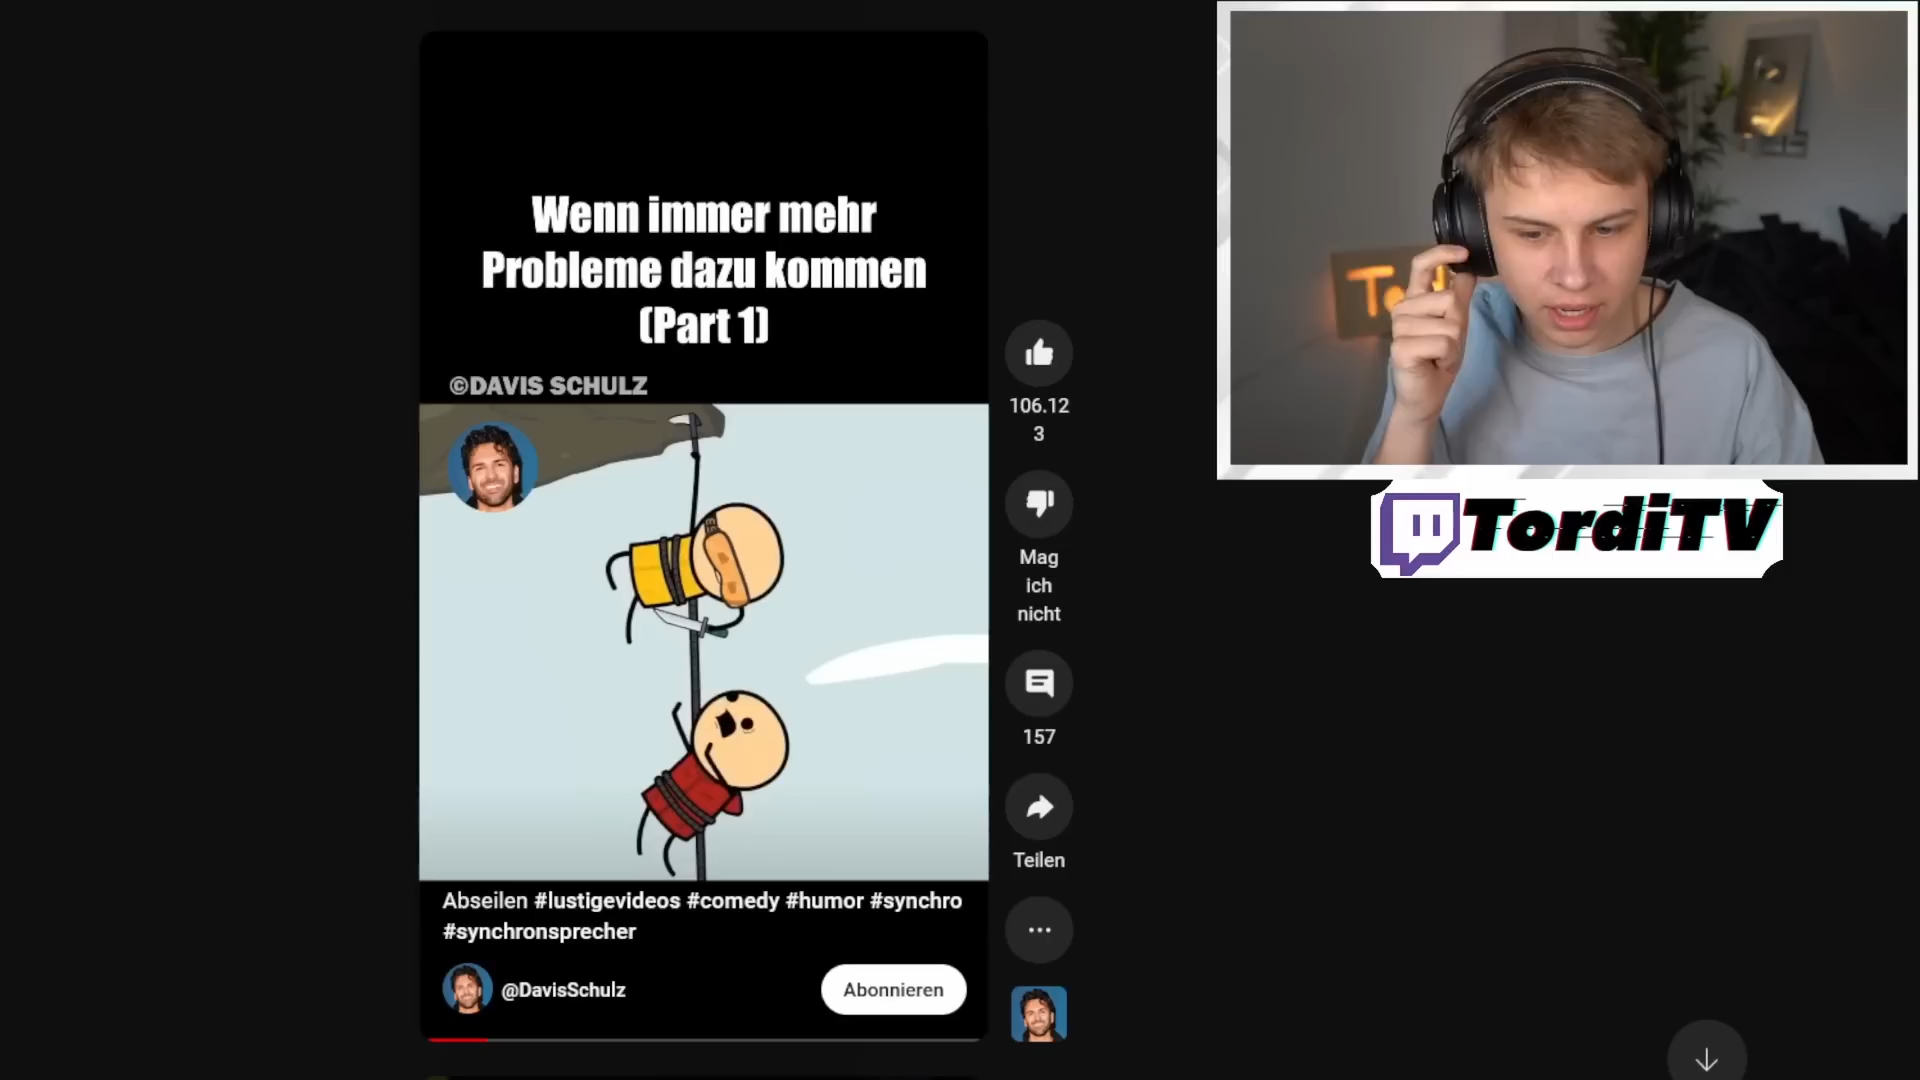 Wenn immer mehr
Probleme dazu kommen
(Part 1)
©DAVIS SCHULZ
Abseilen #lustigevideos #comedy #humor #synchro
#synchronsprecher
@DavisSchulz
Abonnieren
106.12
3
Mag
ich
nicht
157
Teilen
TordiTV